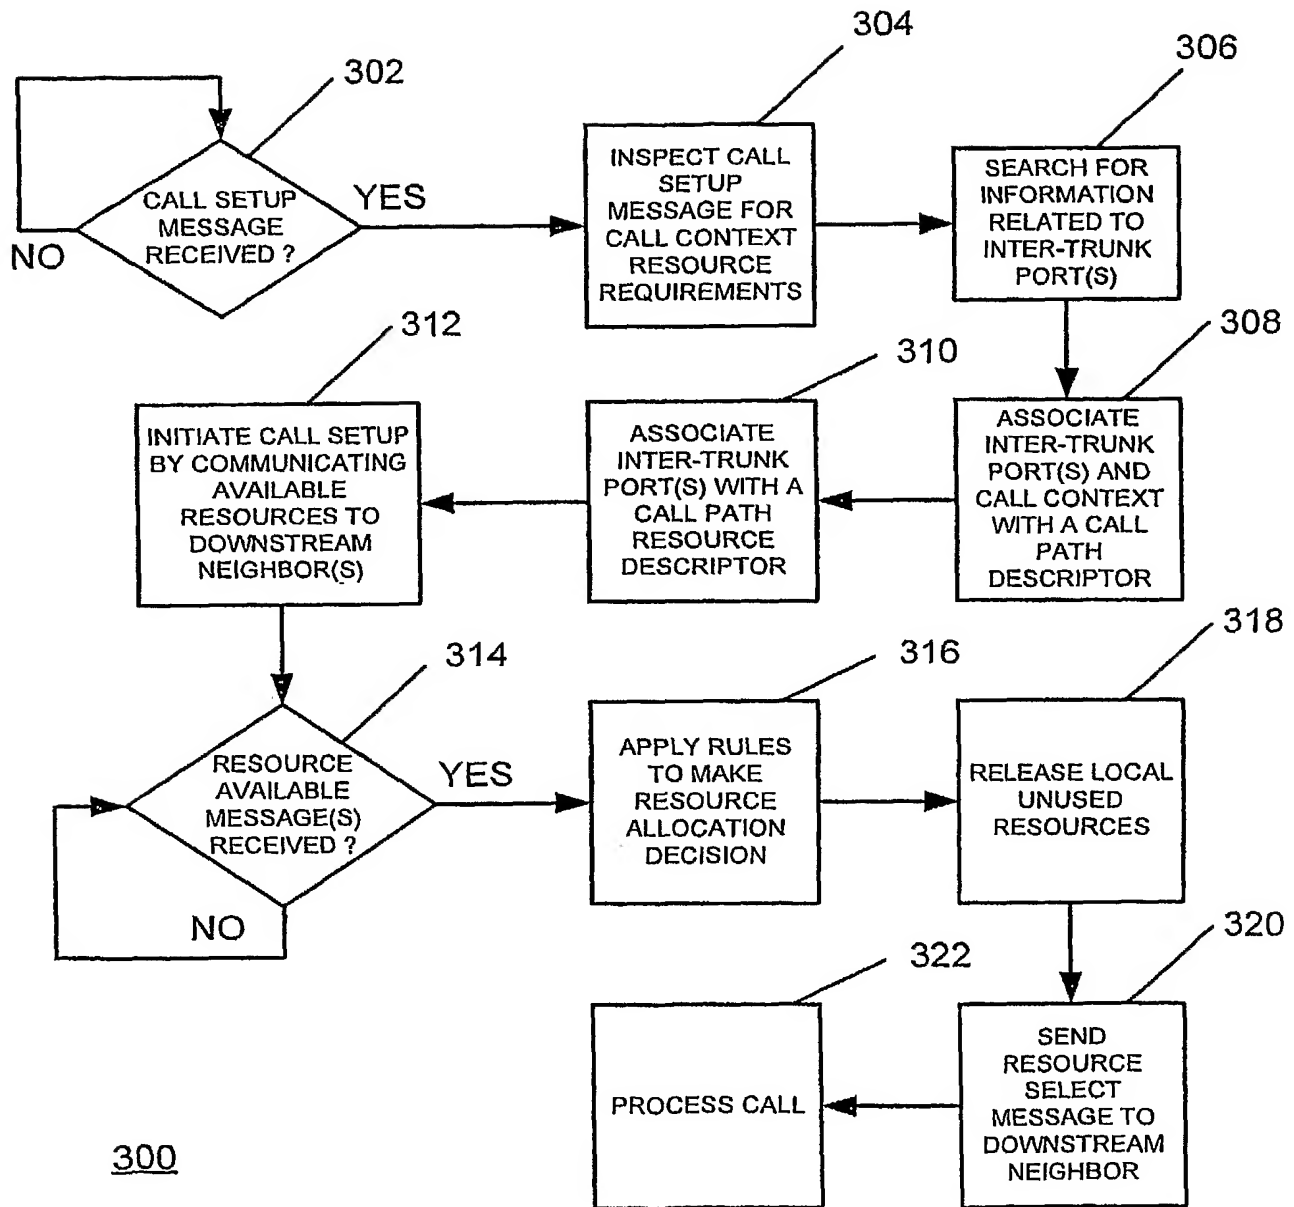 304
302
306
CALL SETUP
MESSAGE
RECEIVED ?
YES
NO
INSPECT CALL
SETUP
MESSAGE FOR
CALL CONTEXT
RESOURCE
REQUIREMENTS
SEARCH FOR
INFORMATION
RELATED TO
INTER-TRUNK
PORT(S)
312
310
308
INITIATE CALL SETUP
BY COMMUNICATING
AVAILABLE
RESOURCES TO
DOWNSTREAM
NEIGHBOR(S)
ASSOCIATE
INTER-TRUNK
PORT(S) WITH A
CALL PATH
RESOURCE
DESCRIPTOR
ASSOCIATE
INTER-TRUNK
PORT(S) AND
CALL CONTEXT
WITH A CALL
PATH
DESCRIPTOR
314
316
318
RESOURCE
AVAILABLE
MESSAGE(S)
RECEIVED ?
YES
NO
APPLY RULES
TO MAKE
RESOURCE
ALLOCATION
DECISION
RELEASE LOCAL
UNUSED
RESOURCES
322
320
PROCESS CALL
SEND
RESOURCE
SELECT
MESSAGE TO
DOWNSTREAM
NEIGHBOR
300